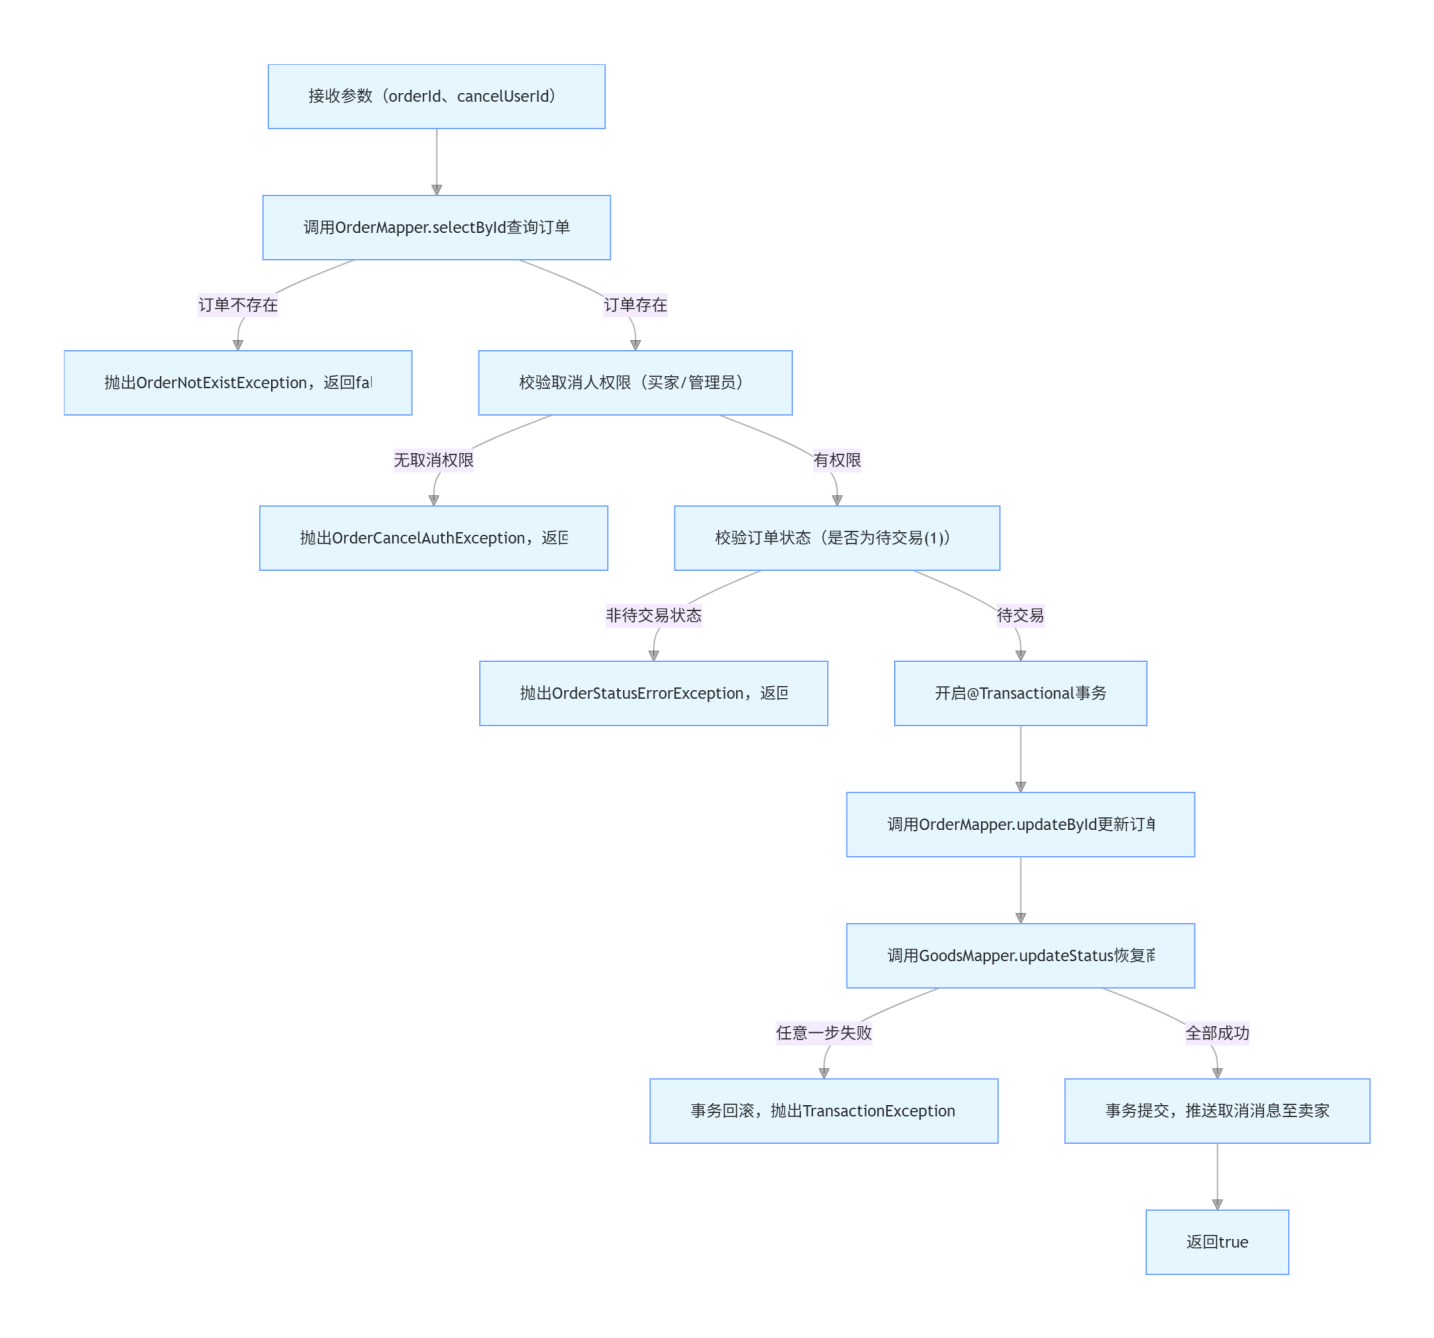 接收参数（orderId、cancelUserId）
调用OrderMapper.selectById查询订单
订单不存在
订单存在
抛出OrderNotExistException，返回fal
校验取消人权限（买家/管理员）
无取消权限
有权限
抛出OrderCancelAuthException，返回
校验订单状态（是否为待交易(1)）
非待交易状态
待交易
抛出OrderStatusErrorException，返回
开启@Transactional事务
调用OrderMapper.updateById更新订单
调用GoodsMapper.updateStatus恢复商
任意一步失败
全部成功
事务回滚，抛出TransactionException
事务提交，推送取消消息至卖家
返回true